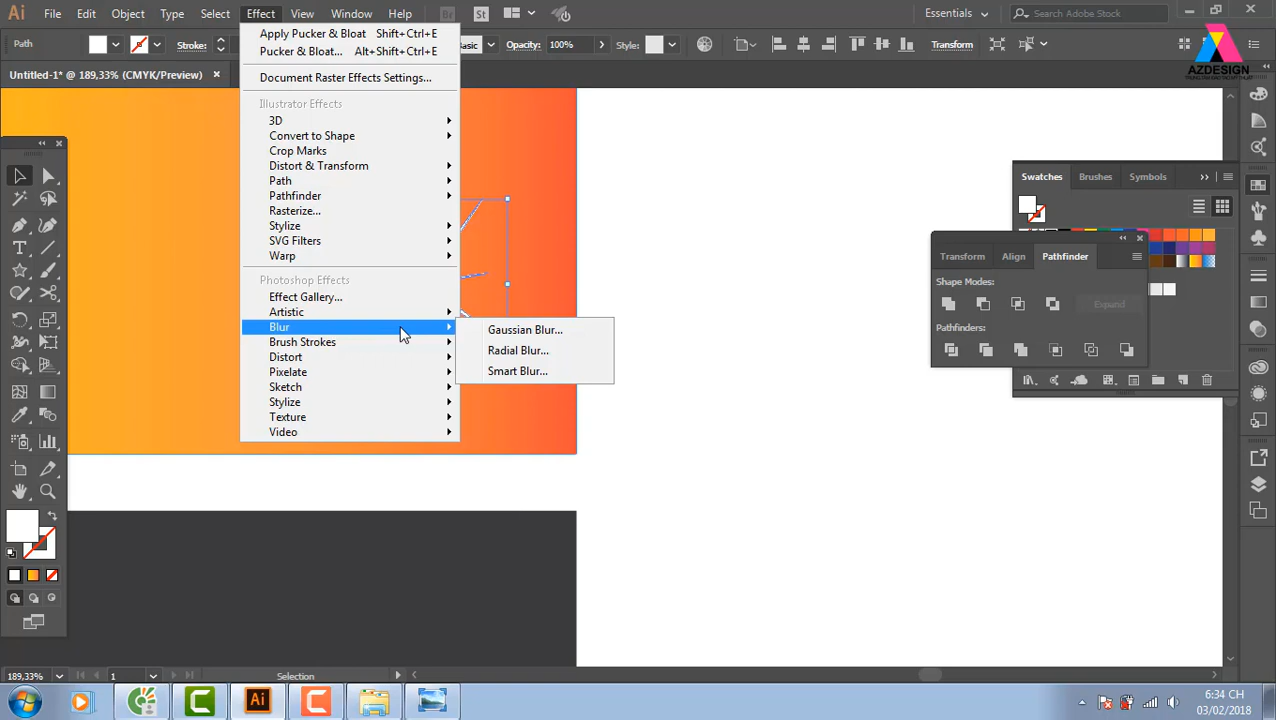 Ai File Edit Object Type Select Effect View Window Help Br St Essentials Search Adobe Stock
Path Stroke: Basic Opacity: 100% Style: Transform
Untitled-1* @ 189,33% (CMYK/Preview)
AZDESIGN
Apply Pucker & Bloat Shift+Ctrl+E
Pucker & Bloat... Alt+Shift+Ctrl+E
Document Raster Effects Settings...
Illustrator Effects
3D
Convert to Shape
Crop Marks
Distort & Transform
Path
Pathfinder
Rasterize...
Stylize
SVG Filters
Warp
Photoshop Effects
Effect Gallery...
Artistic
Blur
Brush Strokes
Distort
Pixelate
Sketch
Stylize
Texture
Video
Gaussian Blur...
Radial Blur...
Smart Blur...
Swatches Brushes Symbols
Transform Align Pathfinder
Shape Modes:
Expand
Pathfinders:
189,33% 1 Selection
Ai
6:34 CH
03/02/2018